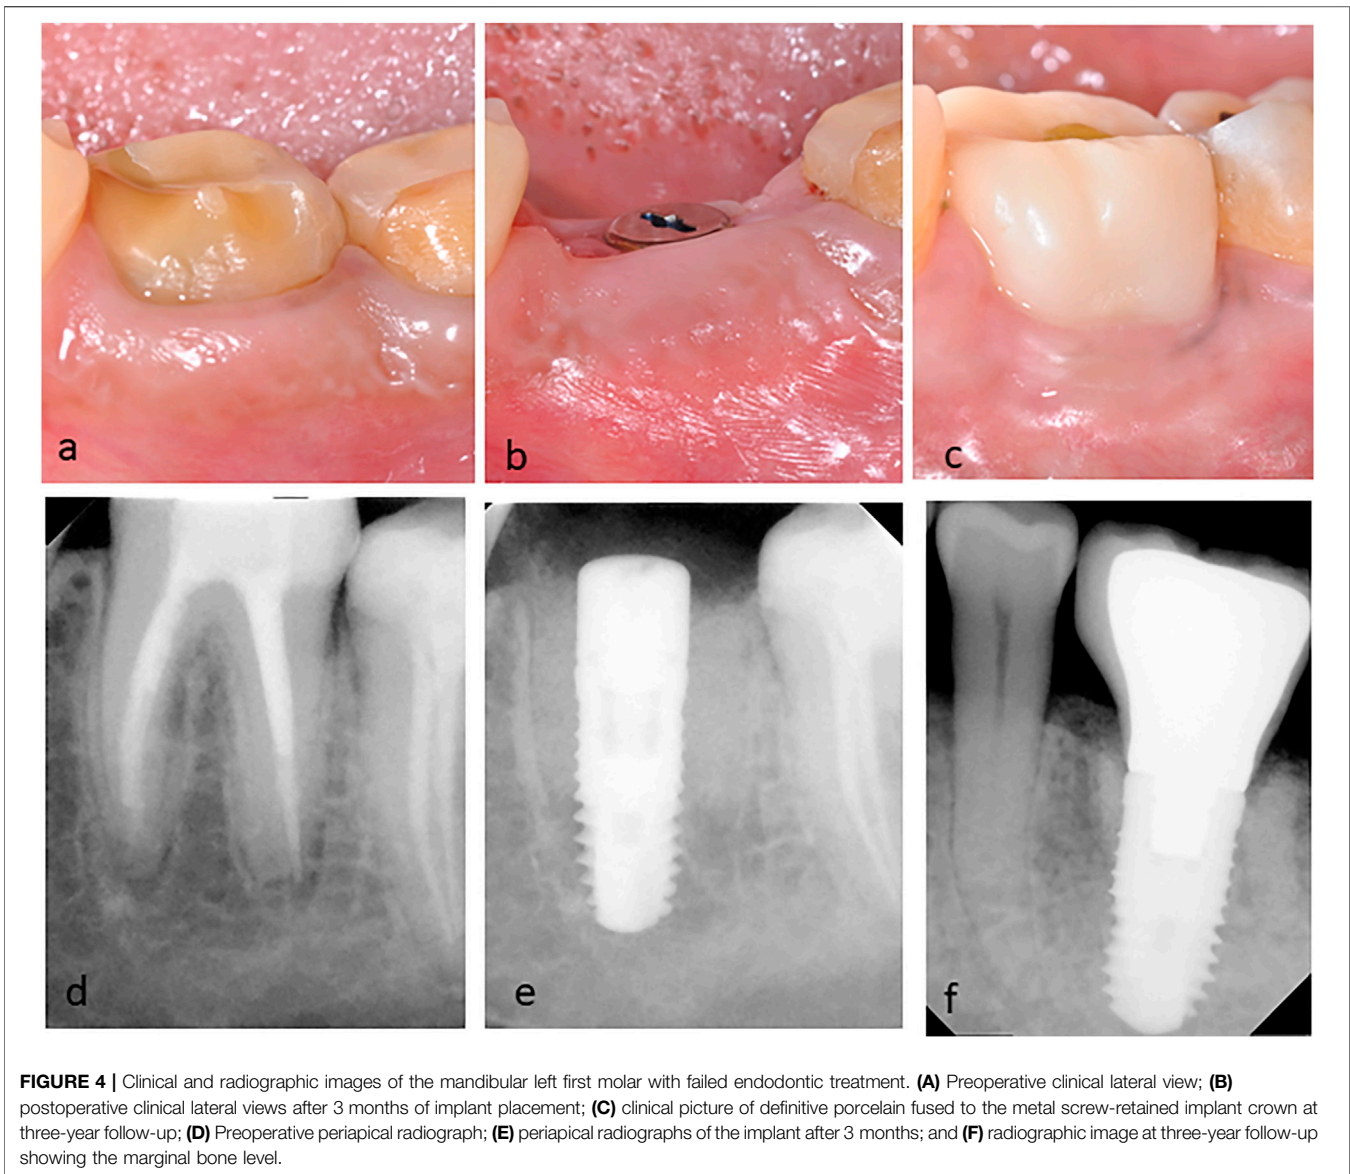 a
b
c
d
e
f
FIGURE 4 | Clinical and radiographic images of the mandibular left first molar with failed endodontic treatment. (A) Preoperative clinical lateral view; (B)
postoperative clinical lateral views after 3 months of implant placement; (C) clinical picture of definitive porcelain fused to the metal screw-retained implant crown at
three-year follow-up; (D) Preoperative periapical radiograph; (E) periapical radiographs of the implant after 3 months; and (F) radiographic image at three-year follow-up
showing the marginal bone level.